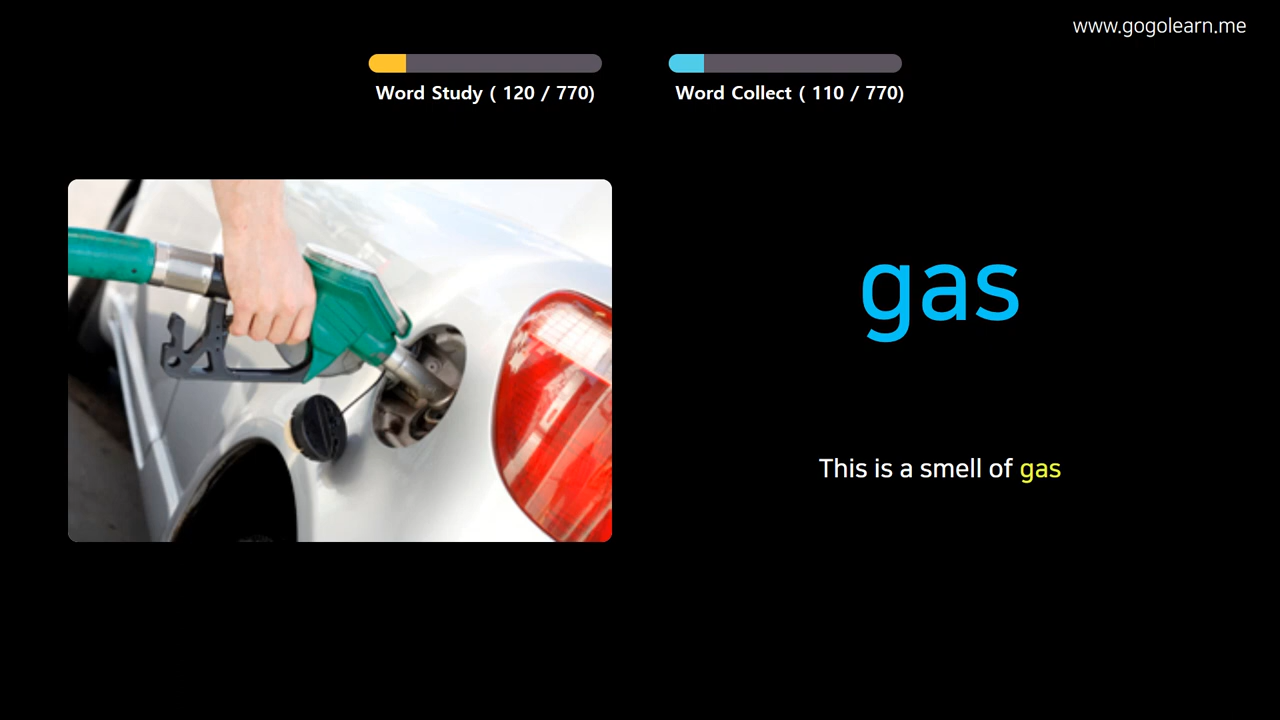 www.gogolearn.me
Word Study ( 120 / 770)
Word Collect ( 110 / 770)
gas
This is a smell of gas